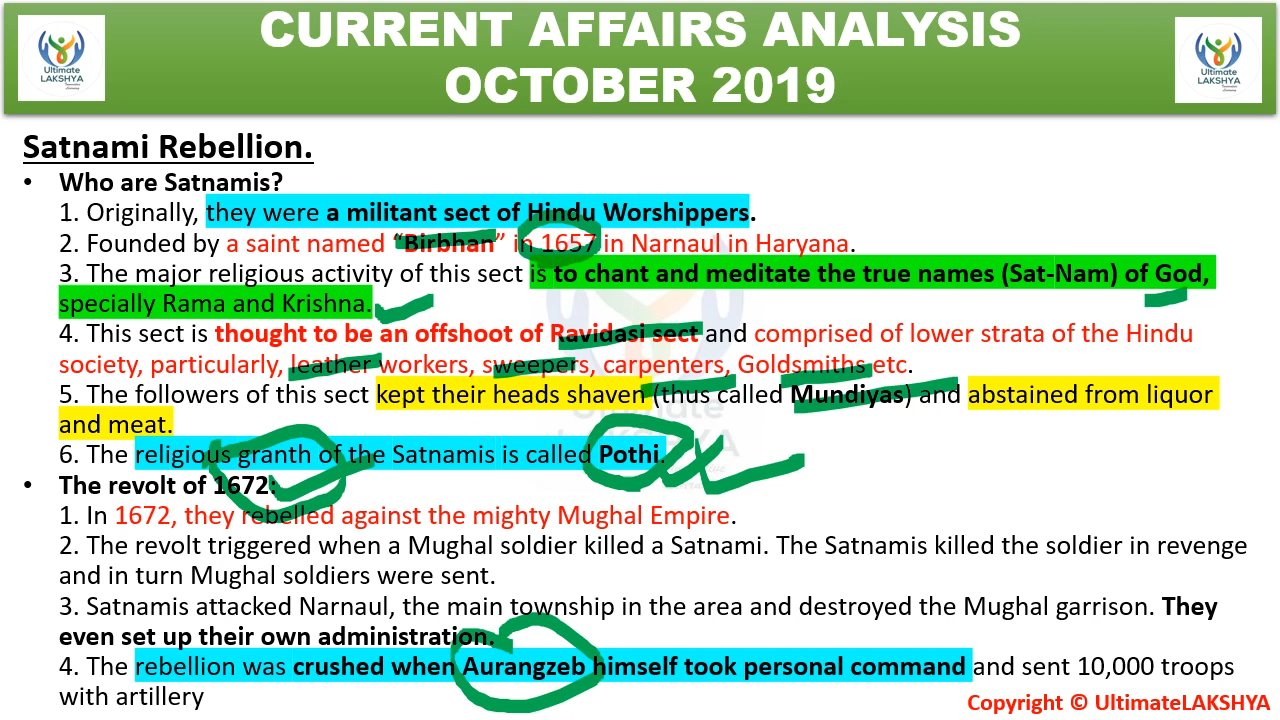 CURRENT AFFAIRS ANALYSIS
OCTOBER 2019
Ultimate
LAKSHYA
Ultimate
LAKSHYA
Satnami Rebellion.
• Who are Satnamis?
1. Originally, they were a militant sect of Hindu Worshippers.
2. Founded by a saint named “Birbhan” in 1657 in Narnaul in Haryana.
3. The major religious activity of this sect is to chant and meditate the true names (Sat-Nam) of God,
specially Rama and Krishna.
4. This sect is thought to be an offshoot of Ravidasi sect and comprised of lower strata of the Hindu
society, particularly, leather workers, sweepers, carpenters, Goldsmiths etc.
5. The followers of this sect kept their heads shaven (thus called Mundiyas) and abstained from liquor
and meat.
6. The religious granth of the Satnamis is called Pothi.
• The revolt of 1672:
1. In 1672, they rebelled against the mighty Mughal Empire.
2. The revolt triggered when a Mughal soldier killed a Satnami. The Satnamis killed the soldier in revenge
and in turn Mughal soldiers were sent.
3. Satnamis attacked Narnaul, the main township in the area and destroyed the Mughal garrison. They
even set up their own administration.
4. The rebellion was crushed when Aurangzeb himself took personal command and sent 10,000 troops
with artillery
Copyright © UltimateLAKSHYA